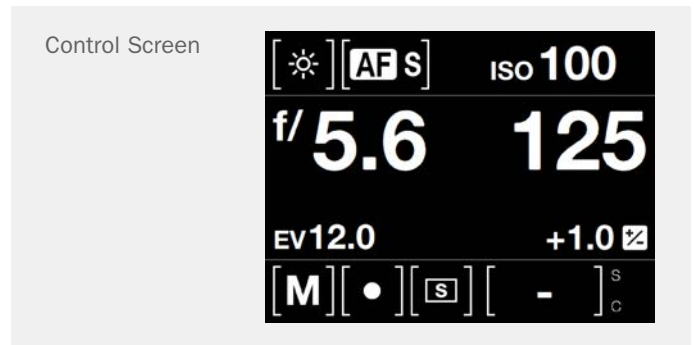 Control Screen
[☼][AF S] ISO 100
f/5.6 125
EV12.0 +1.0 +/-
[M][●][S][ - ] S
C